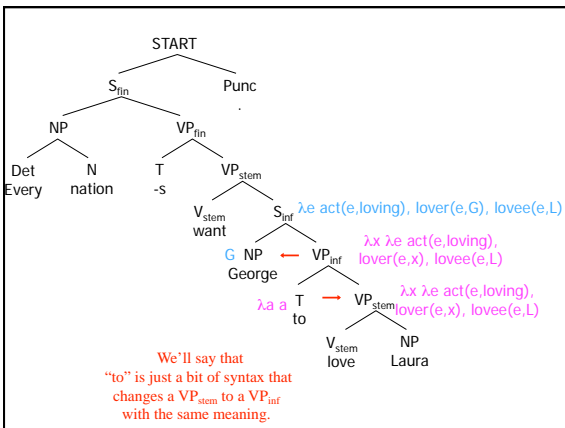 START
S_fin Punc
.
NP VP_fin
Det N T VP_stem
Every nation -s
V_stem S_inf λe act(e,loving), lover(e,G), lovee(e,L)
want
G NP ← VP_inf λx λe act(e,loving),
George lover(e,x), lovee(e,L)
λa a T → VP_stem λx λe act(e,loving),
to lover(e,x), lovee(e,L)
V_stem NP
love Laura
We'll say that
"to" is just a bit of syntax that
changes a VP_stem to a VP_inf
with the same meaning.